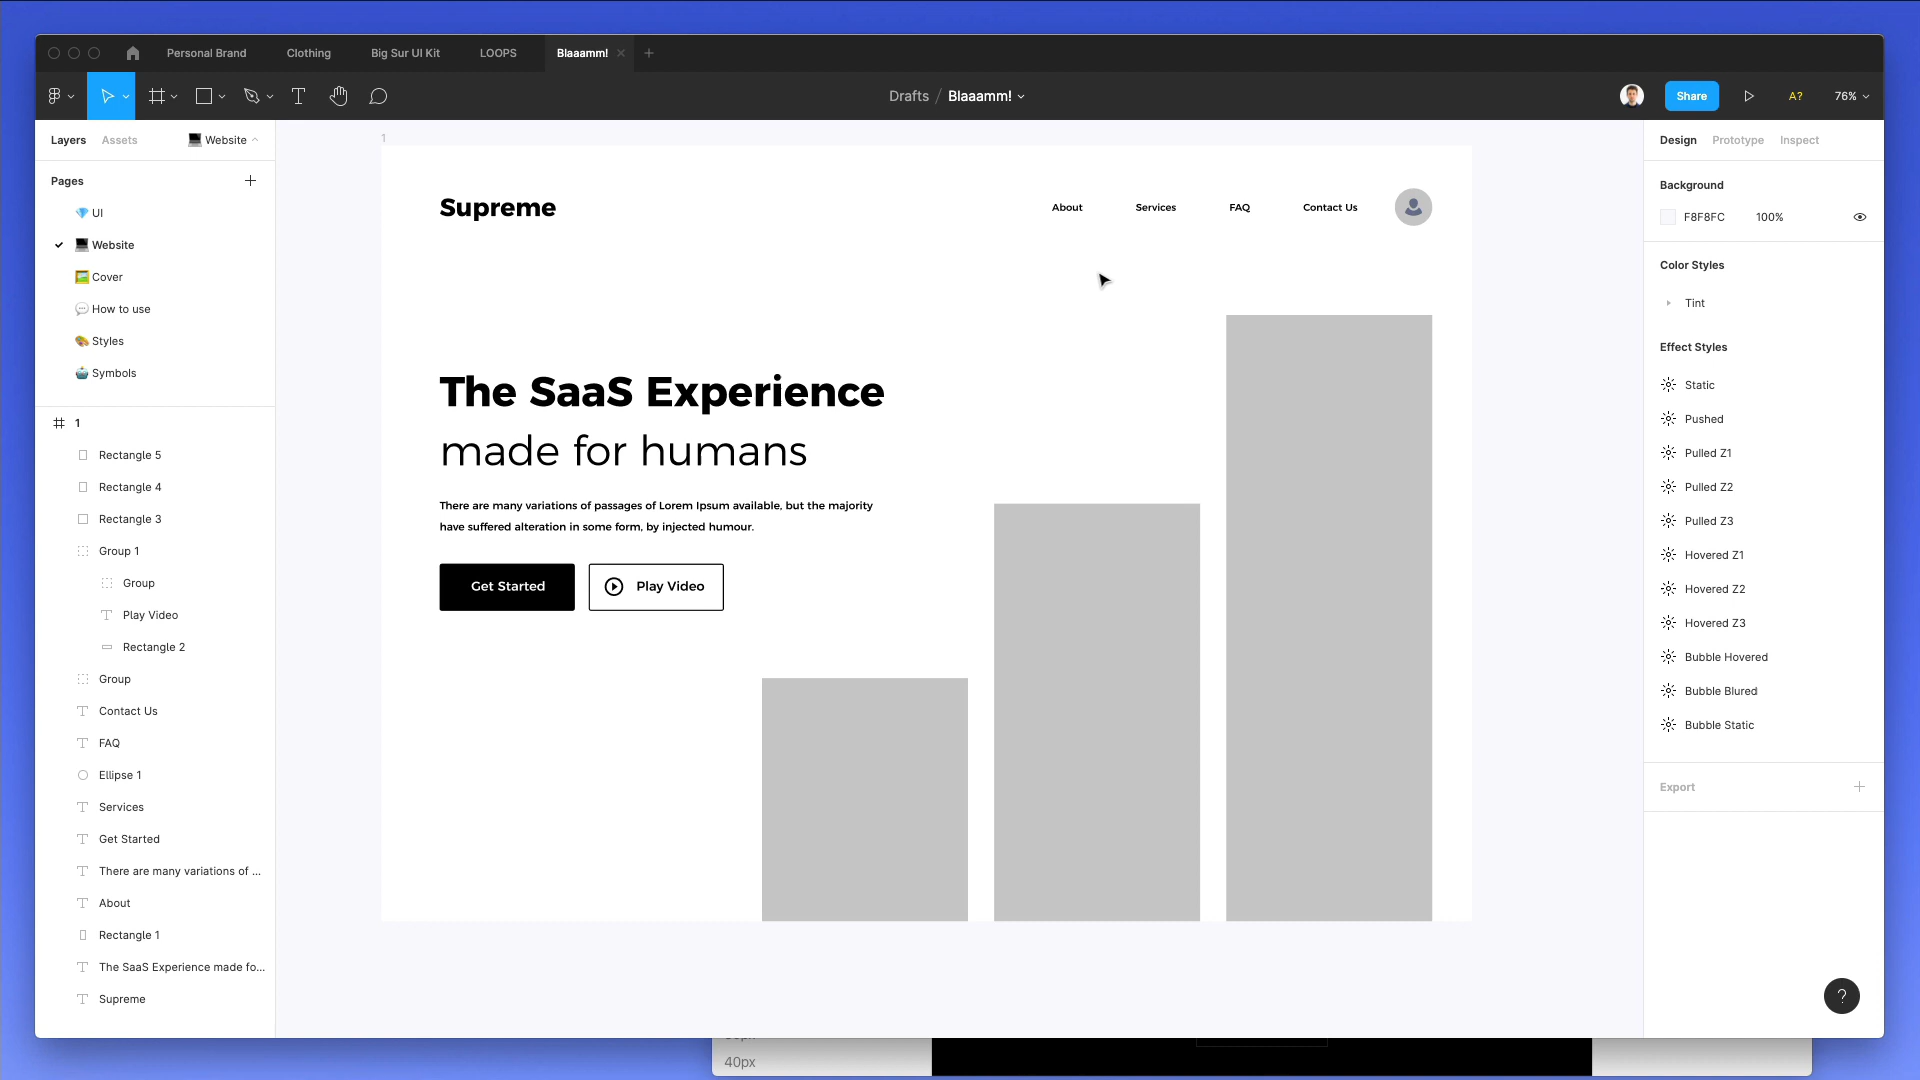 Personal Brand
Clothing
Big Sur UI Kit
LOOPS
Blaaamm!
Drafts / Blaaamm!
Share
A?
76%
Layers
Assets
Website
Pages
UI
Website
Cover
How to use
Styles
Symbols
1
Rectangle 5
Rectangle 4
Rectangle 3
Group 1
Group
Play Video
Rectangle 2
Group
Contact Us
FAQ
Ellipse 1
Services
Get Started
There are many variations of ...
About
Rectangle 1
The SaaS Experience made fo...
Supreme
1
Supreme
About
Services
FAQ
Contact Us
The SaaS Experience
made for humans
There are many variations of passages of Lorem Ipsum available, but the majority
have suffered alteration in some form, by injected humour.
Get Started
Play Video
Design
Prototype
Inspect
Background
F8F8FC 100%
Color Styles
Tint
Effect Styles
Static
Pushed
Pulled Z1
Pulled Z2
Pulled Z3
Hovered Z1
Hovered Z2
Hovered Z3
Bubble Hovered
Bubble Blured
Bubble Static
Export
?
40px